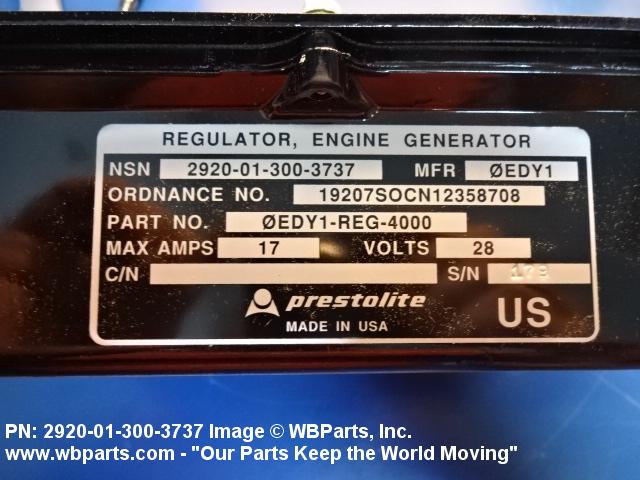 REGULATOR, ENGINE GENERATOR
NSN 2920-01-300-3737 MFR ØEDY1
ORDNANCE NO. 19207SOCN12358708
PART NO. ØEDY1-REG-4000
MAX AMPS 17 VOLTS 28
C/N S/N
prestolite
MADE IN USA US
PN: 2920-01-300-3737 Image © WBParts, Inc.
www.wbparts.com - "Our Parts Keep the World Moving"